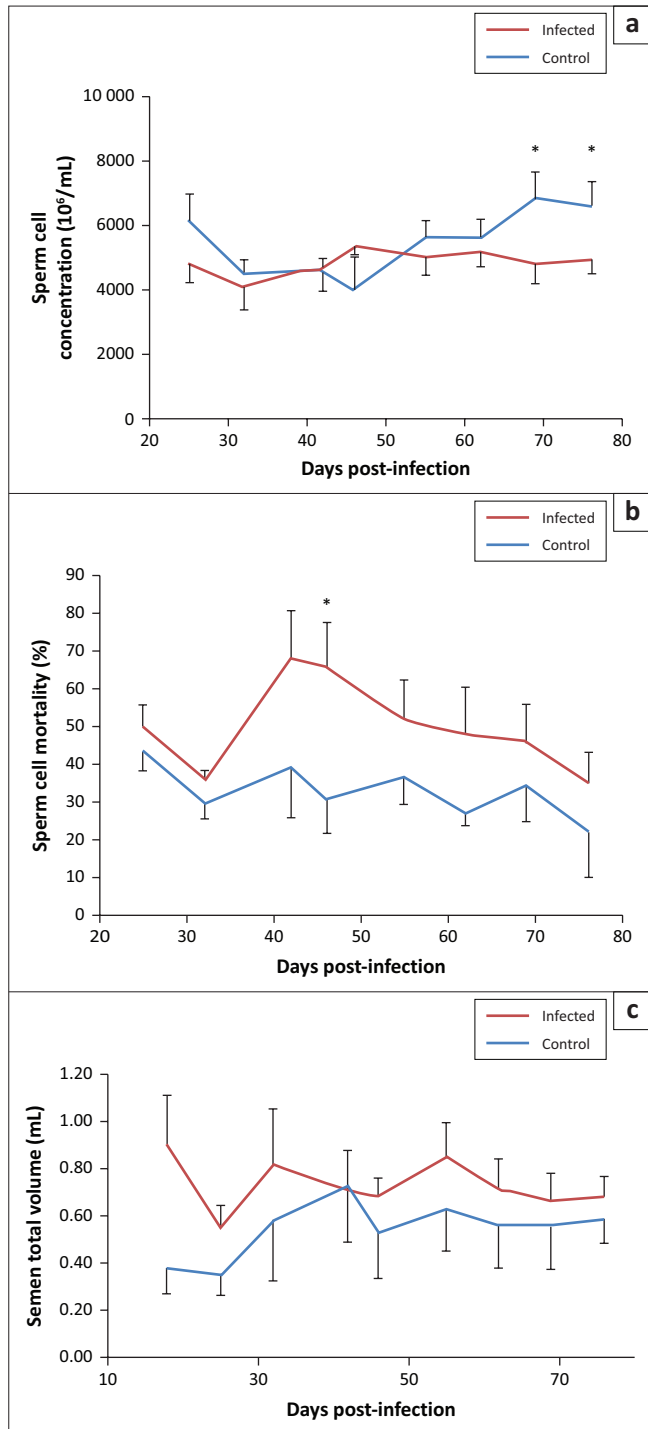 a
Infected
Control
10 000
8000
6000
4000
2000
0
* *
20 30 40 50 60 70 80
Sperm cell
concentration (10⁶/mL)
Days post-infection
b
Infected
Control
90
80
70
60
50
40
30
20
10
0
*
20 30 40 50 60 70 80
Sperm cell mortality (%)
Days post-infection
c
Infected
Control
1.20
1.00
0.80
0.60
0.40
0.20
0.00
10 30 50 70
Semen total volume (mL)
Days post-infection